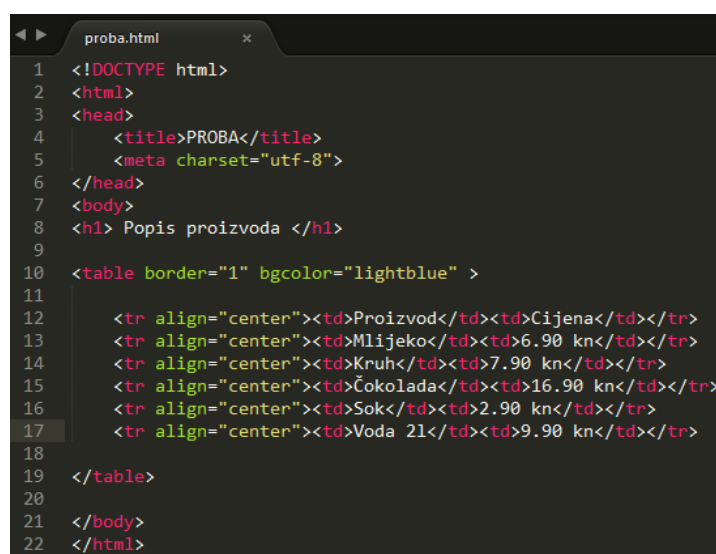 proba.html ×
1 <!DOCTYPE html>
2 <html>
3 <head>
4     <title>PROBA</title>
5     <meta charset="utf-8">
6 </head>
7 <body>
8 <h1> Popis proizvoda </h1>
9
10 <table border="1" bgcolor="lightblue" >
11
12     <tr align="center"><td>Proizvod</td><td>Cijena</td></tr>
13     <tr align="center"><td>Mlijeko</td><td>6.90 kn</td></tr>
14     <tr align="center"><td>Kruh</td><td>7.90 kn</td></tr>
15     <tr align="center"><td>Čokolada</td><td>16.90 kn</td></tr>
16     <tr align="center"><td>Sok</td><td>2.90 kn</td></tr>
17     <tr align="center"><td>Voda 2l</td><td>9.90 kn</td></tr>
18
19 </table>
20
21 </body>
22 </html>